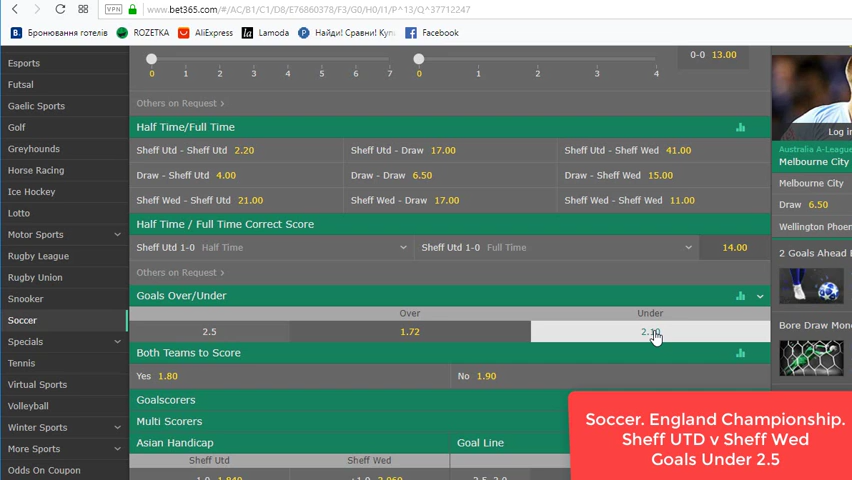 VPN www.bet365.com/#/AC/B1/C1/D8/E76860378/F3/G0/H0/I1/P^13/Q^37712247
B. Бронювання готелів ROZETKA AliExpress la Lamoda P Найди! Сравни! Куп Facebook
Esports
Futsal
Gaelic Sports
Golf
Greyhounds
Horse Racing
Ice Hockey
Lotto
Motor Sports
Rugby League
Rugby Union
Snooker
Soccer
Specials
Tennis
Virtual Sports
Volleyball
Winter Sports
More Sports
Odds On Coupon
0 1 2 3 4 5 6 7 0 1 2 3 4
0-0 13.00
Others on Request
Half Time/Full Time
Sheff Utd - Sheff Utd 2.20 Sheff Utd - Draw 17.00 Sheff Utd - Sheff Wed 41.00
Draw - Sheff Utd 4.00 Draw - Draw 6.50 Draw - Sheff Wed 15.00
Sheff Wed - Sheff Utd 21.00 Sheff Wed - Draw 17.00 Sheff Wed - Sheff Wed 11.00
Half Time / Full Time Correct Score
Sheff Utd 1-0 Half Time Sheff Utd 1-0 Full Time 14.00
Others on Request
Goals Over/Under
Over Under
2.5 1.72 2.10
Both Teams to Score
Yes 1.80 No 1.90
Goalscorers
Multi Scorers
Asian Handicap Goal Line
Sheff Utd Sheff Wed
Log in
Australia A-League
Melbourne City
Melbourne City
Draw 6.50
Wellington Phoen
2 Goals Ahead
Bore Draw Mon
Soccer. England Championship.
Sheff UTD v Sheff Wed
Goals Under 2.5